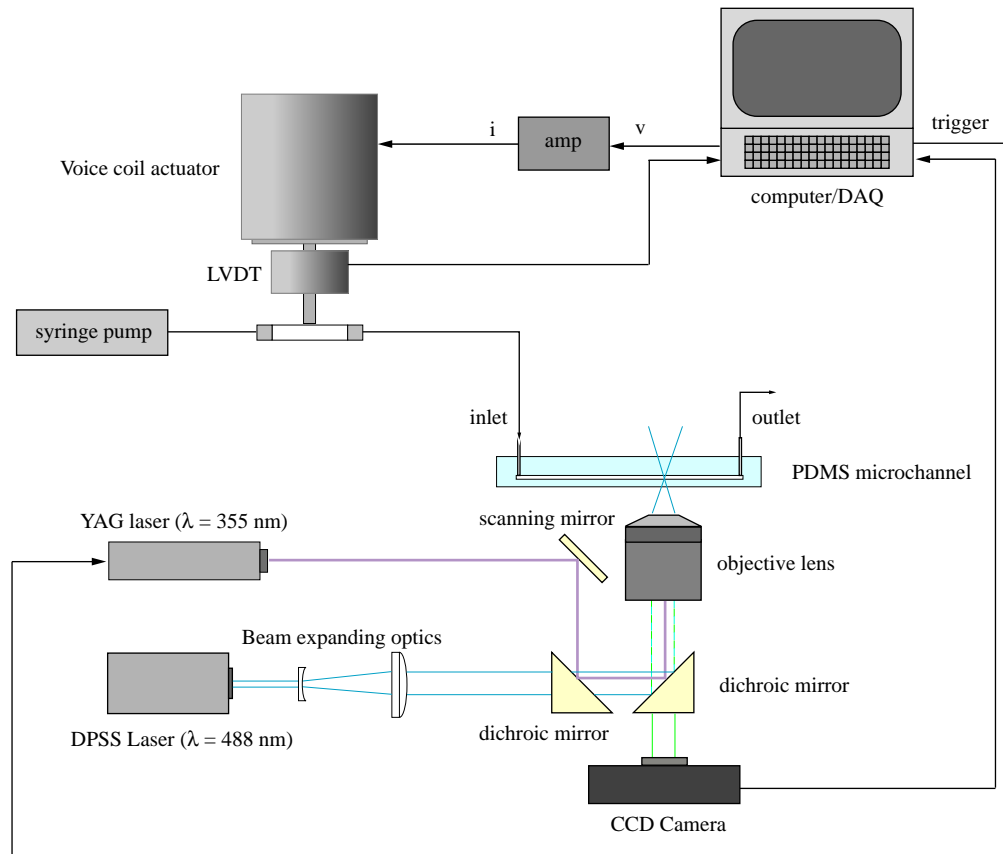 trigger
i
v
amp
Voice coil actuator
computer/DAQ
LVDT
syringe pump
inlet
outlet
PDMS microchannel
scanning mirror
YAG laser (λ = 355 nm)
objective lens
Beam expanding optics
dichroic mirror
dichroic mirror
DPSS Laser (λ = 488 nm)
CCD Camera